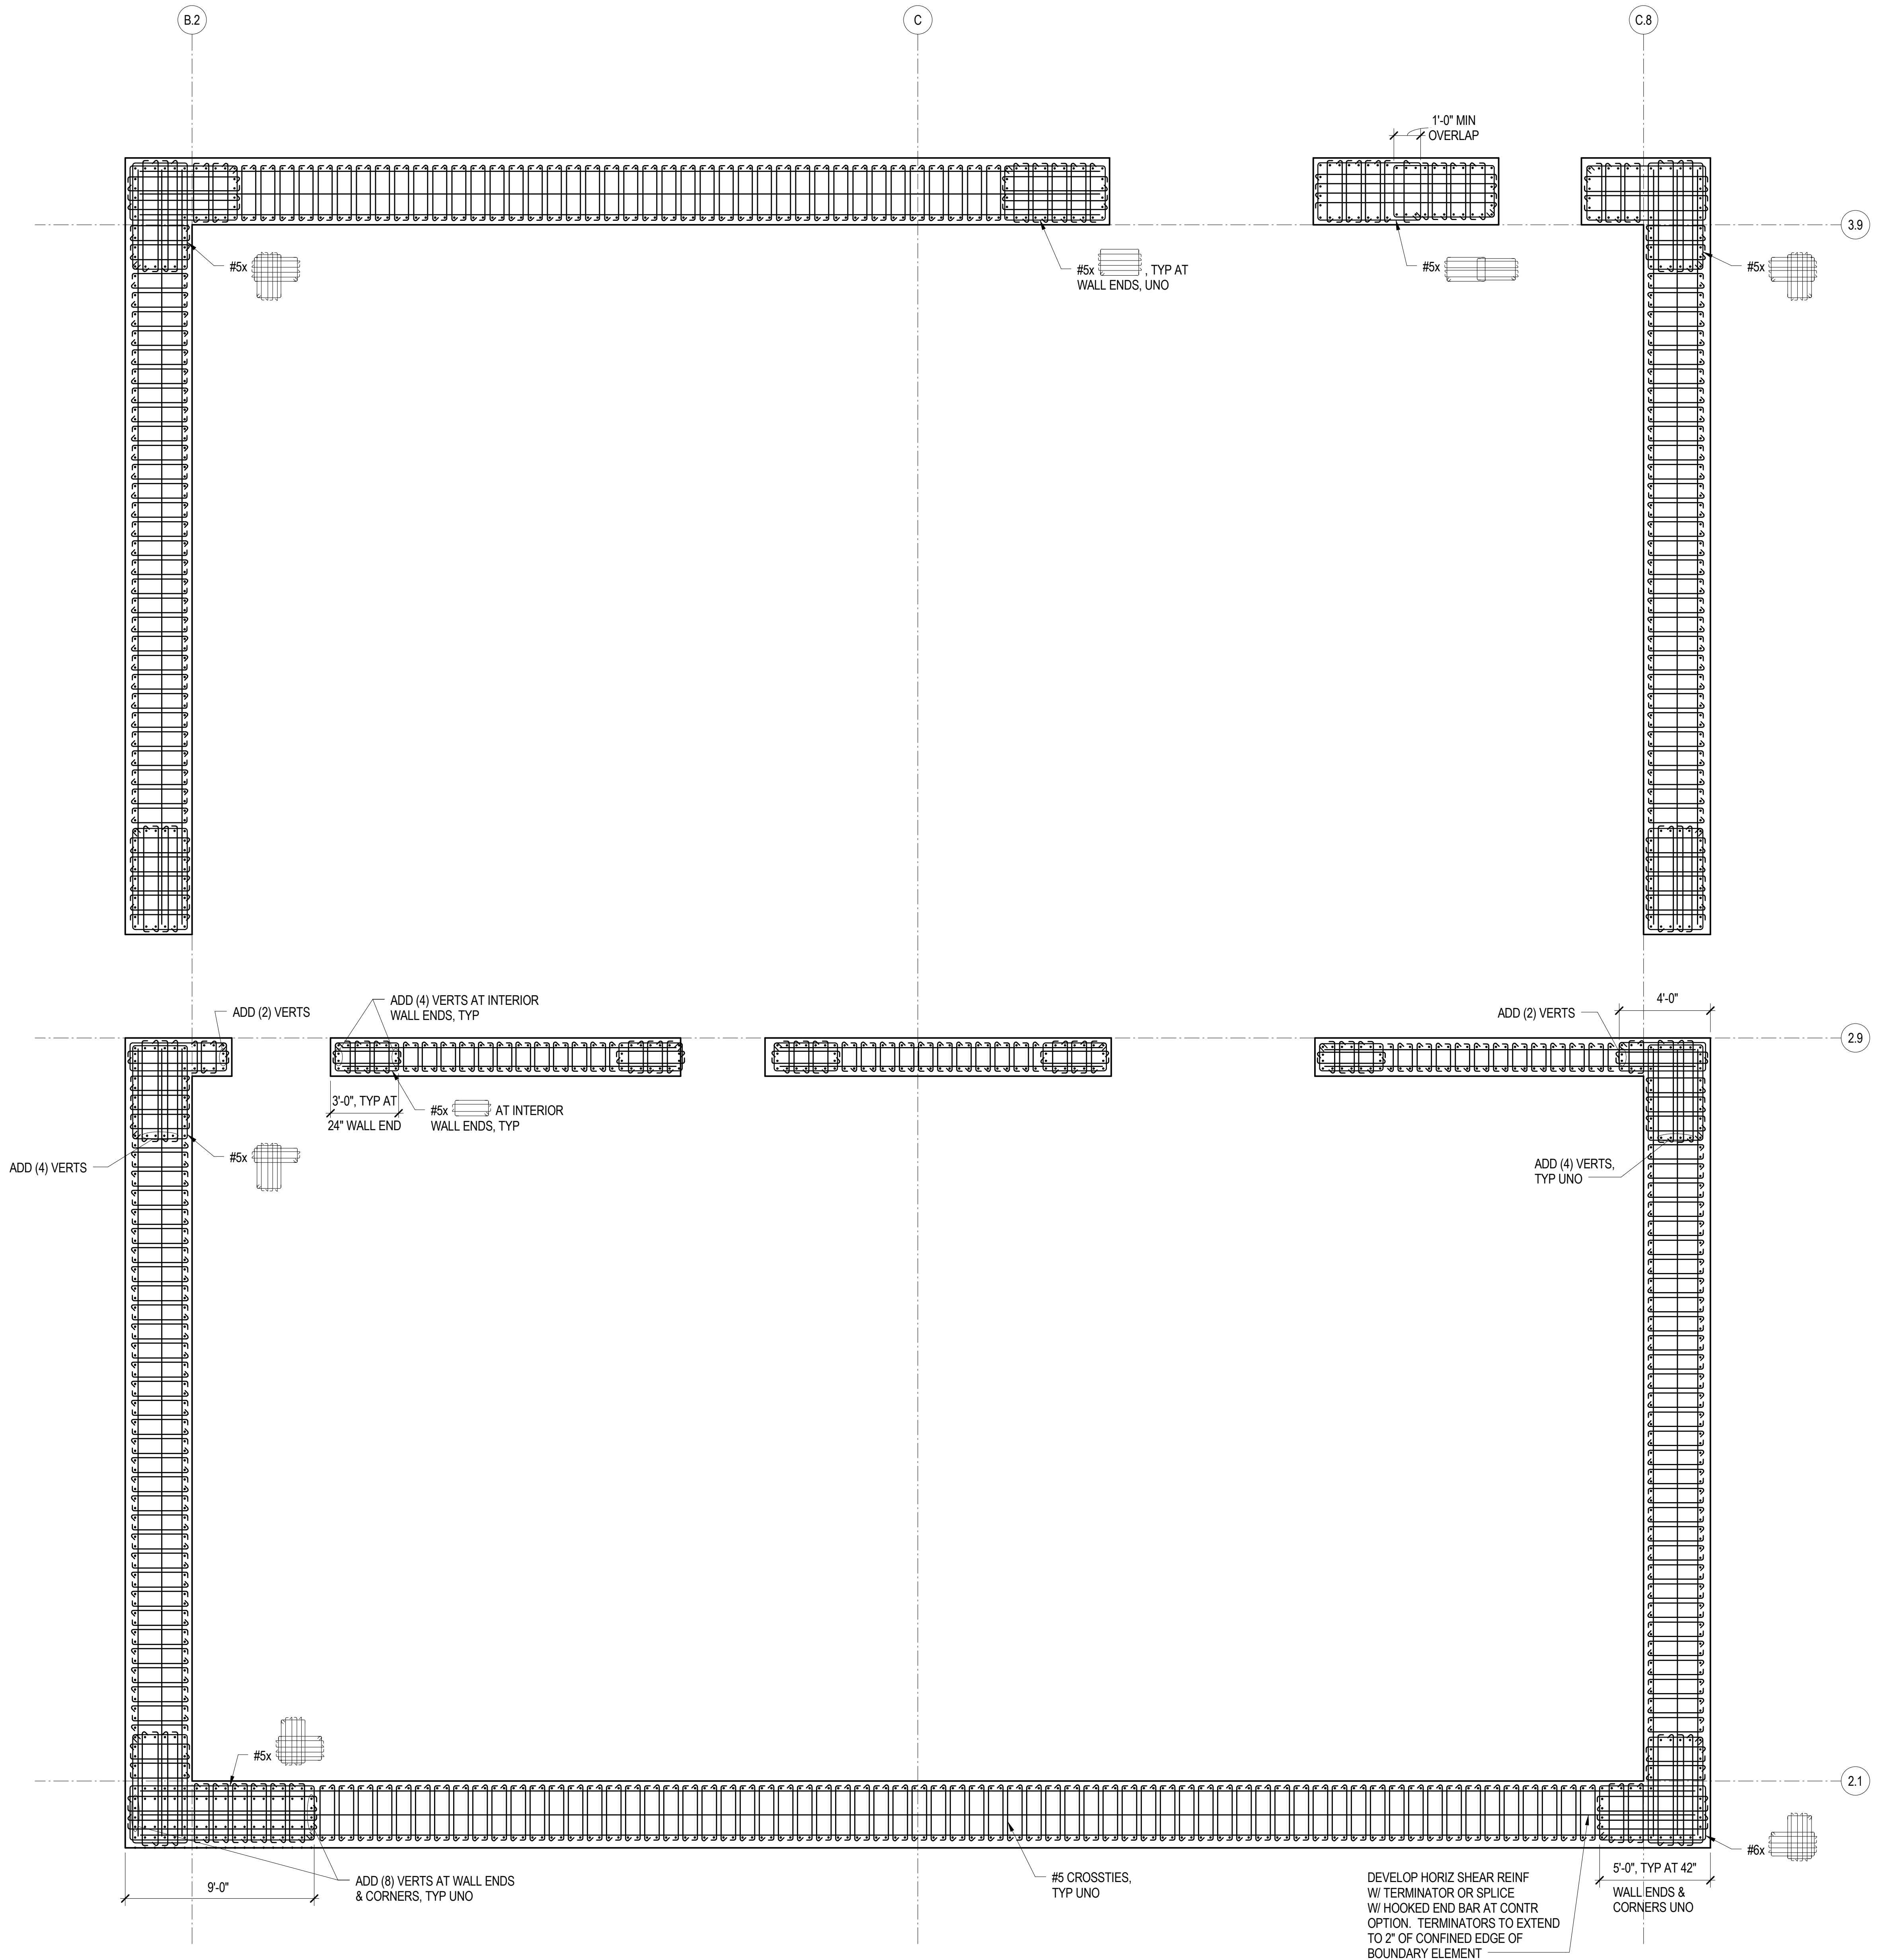 B.2
C
C.8
1'-0" MIN
OVERLAP
3.9
#5x
#5x , TYP AT
WALL ENDS, UNO
#5x
#5x
ADD (2) VERTS
ADD (4) VERTS AT INTERIOR
WALL ENDS, TYP
ADD (2) VERTS
4'-0"
2.9
3'-0", TYP AT
24" WALL END
#5x AT INTERIOR
WALL ENDS, TYP
ADD (4) VERTS
#5x
ADD (4) VERTS,
TYP UNO
#5x
2.1
9'-0"
ADD (8) VERTS AT WALL ENDS
& CORNERS, TYP UNO
#5 CROSSTIES,
TYP UNO
DEVELOP HORIZ SHEAR REINF
W/ TERMINATOR OR SPLICE
W/ HOOKED END BAR AT CONTR
OPTION. TERMINATORS TO EXTEND
TO 2" OF CONFINED EDGE OF
BOUNDARY ELEMENT
5'-0", TYP AT 42"
WALL ENDS &
CORNERS UNO
#6x